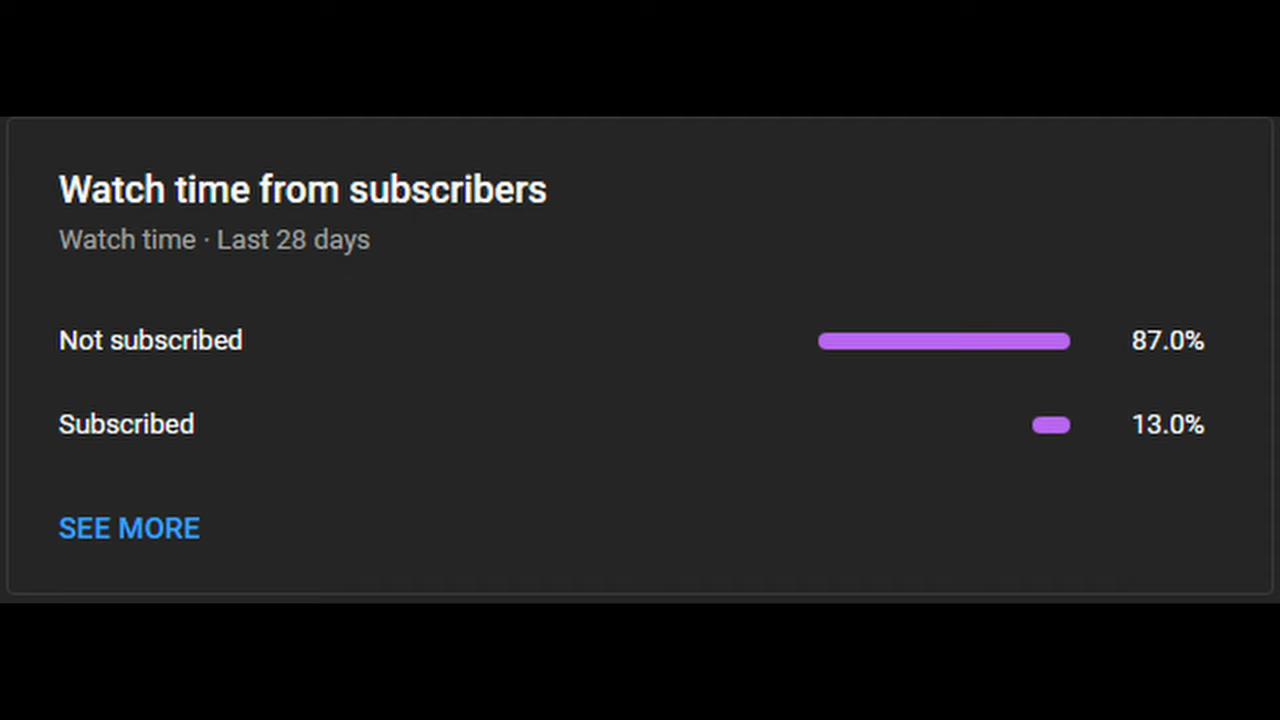 Watch time from subscribers
Watch time · Last 28 days
Not subscribed 87.0%
Subscribed 13.0%
SEE MORE